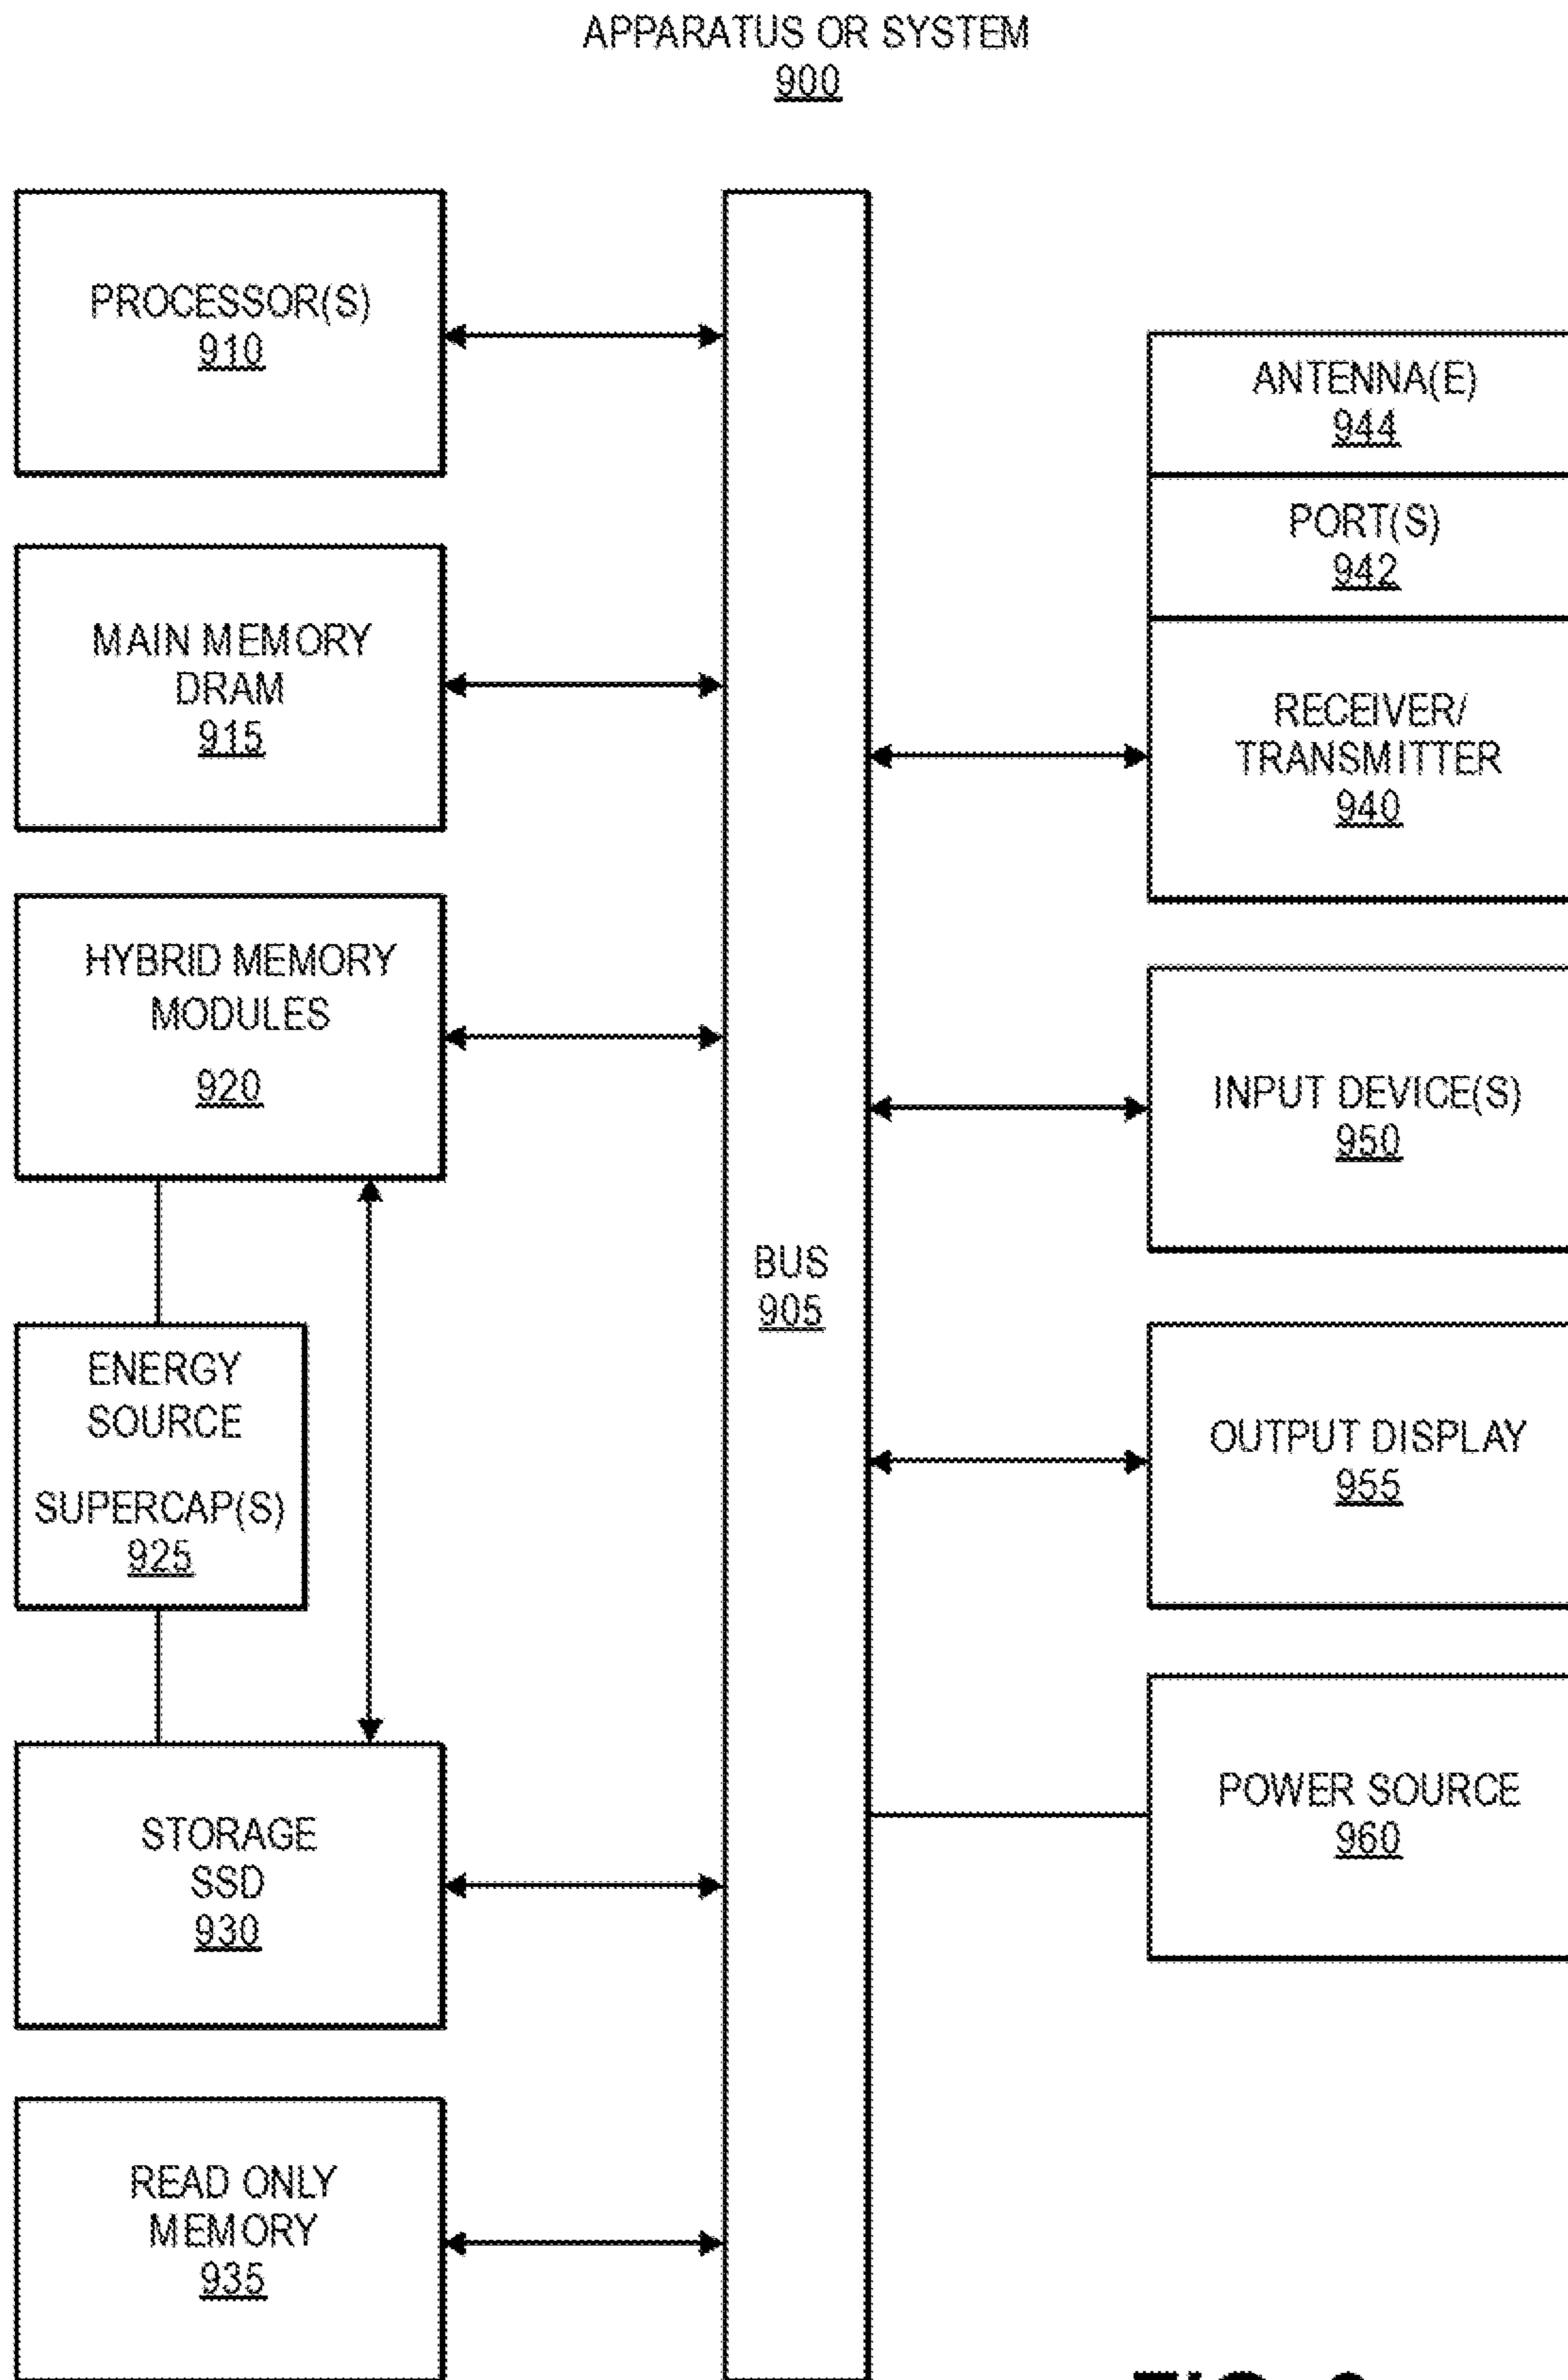 APPARATUS OR SYSTEM
900
PROCESSOR(S)
910
MAIN MEMORY
DRAM
915
HYBRID MEMORY
MODULES
920
ENERGY
SOURCE
SUPERCAP(S)
925
STORAGE
SSD
930
READ ONLY
MEMORY
935
BUS
905
ANTENNA(E)
944
PORT(S)
942
RECEIVER/
TRANSMITTER
940
INPUT DEVICE(S)
950
OUTPUT DISPLAY
955
POWER SOURCE
960